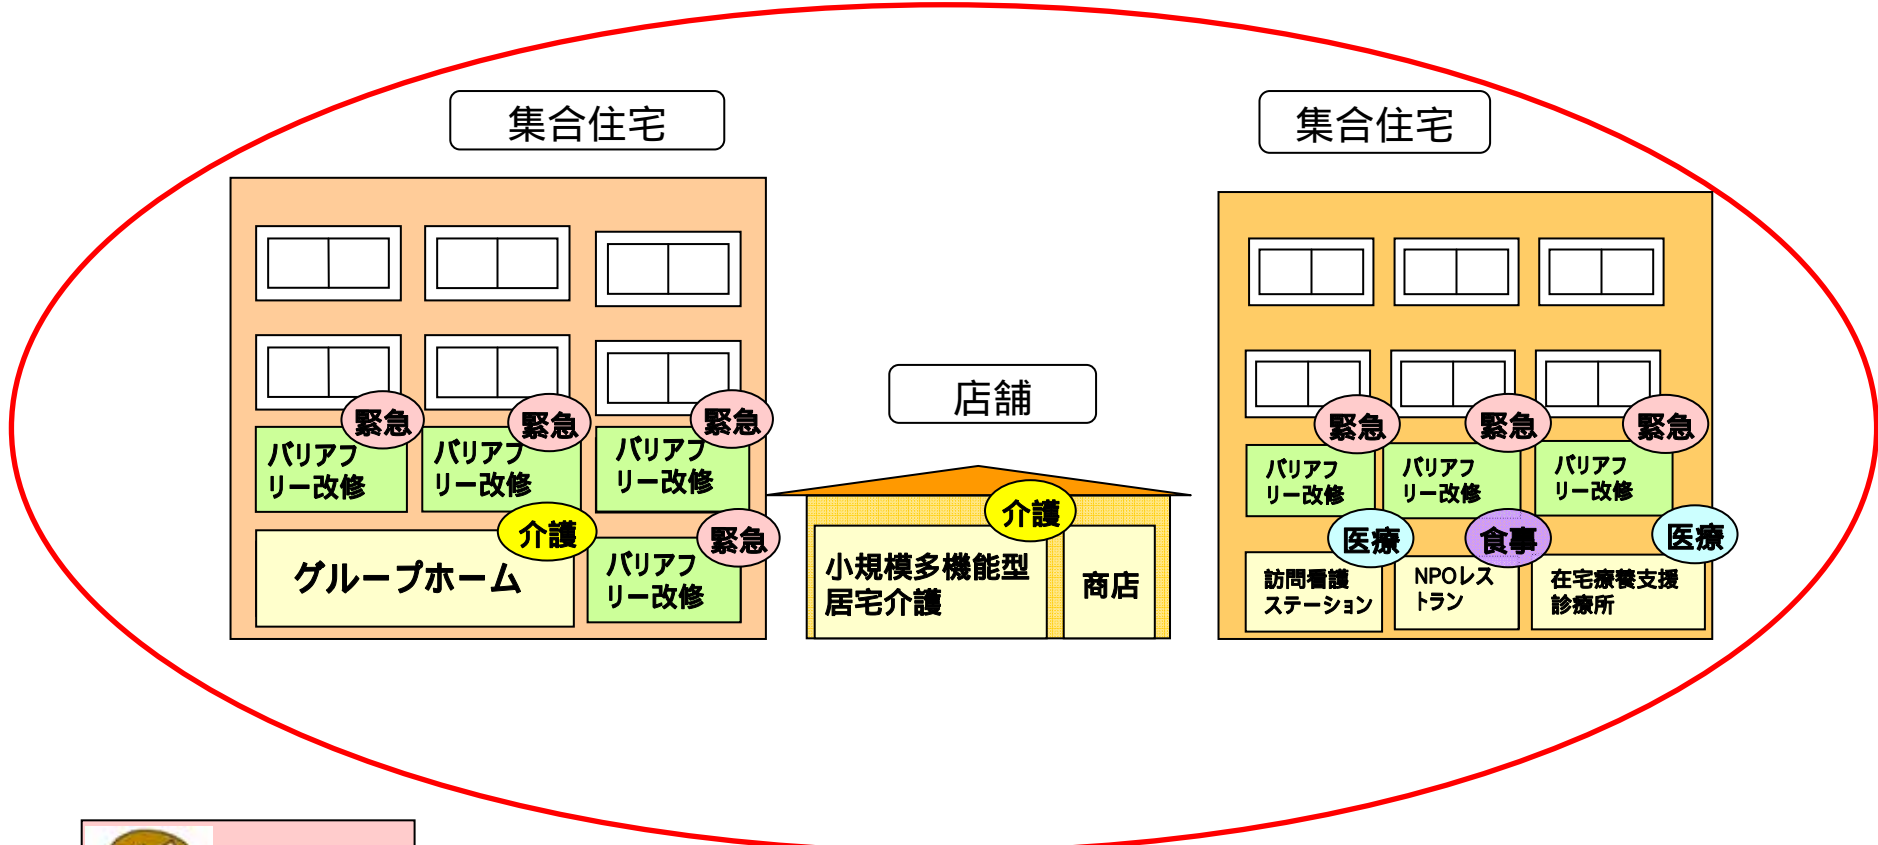 集合住宅
集合住宅
店舗
緊急
緊急
緊急
バリアフ
リー改修
バリアフ
リー改修
バリアフ
リー改修
介護
緊急
グループホーム
バリアフ
リー改修
介護
小規模多機能型
居宅介護
商店
緊急
緊急
緊急
バリアフ
リー改修
バリアフ
リー改修
バリアフ
リー改修
医療
食事
医療
訪問看護
ステーション
NPOレス
トラン
在宅療養支援
診療所